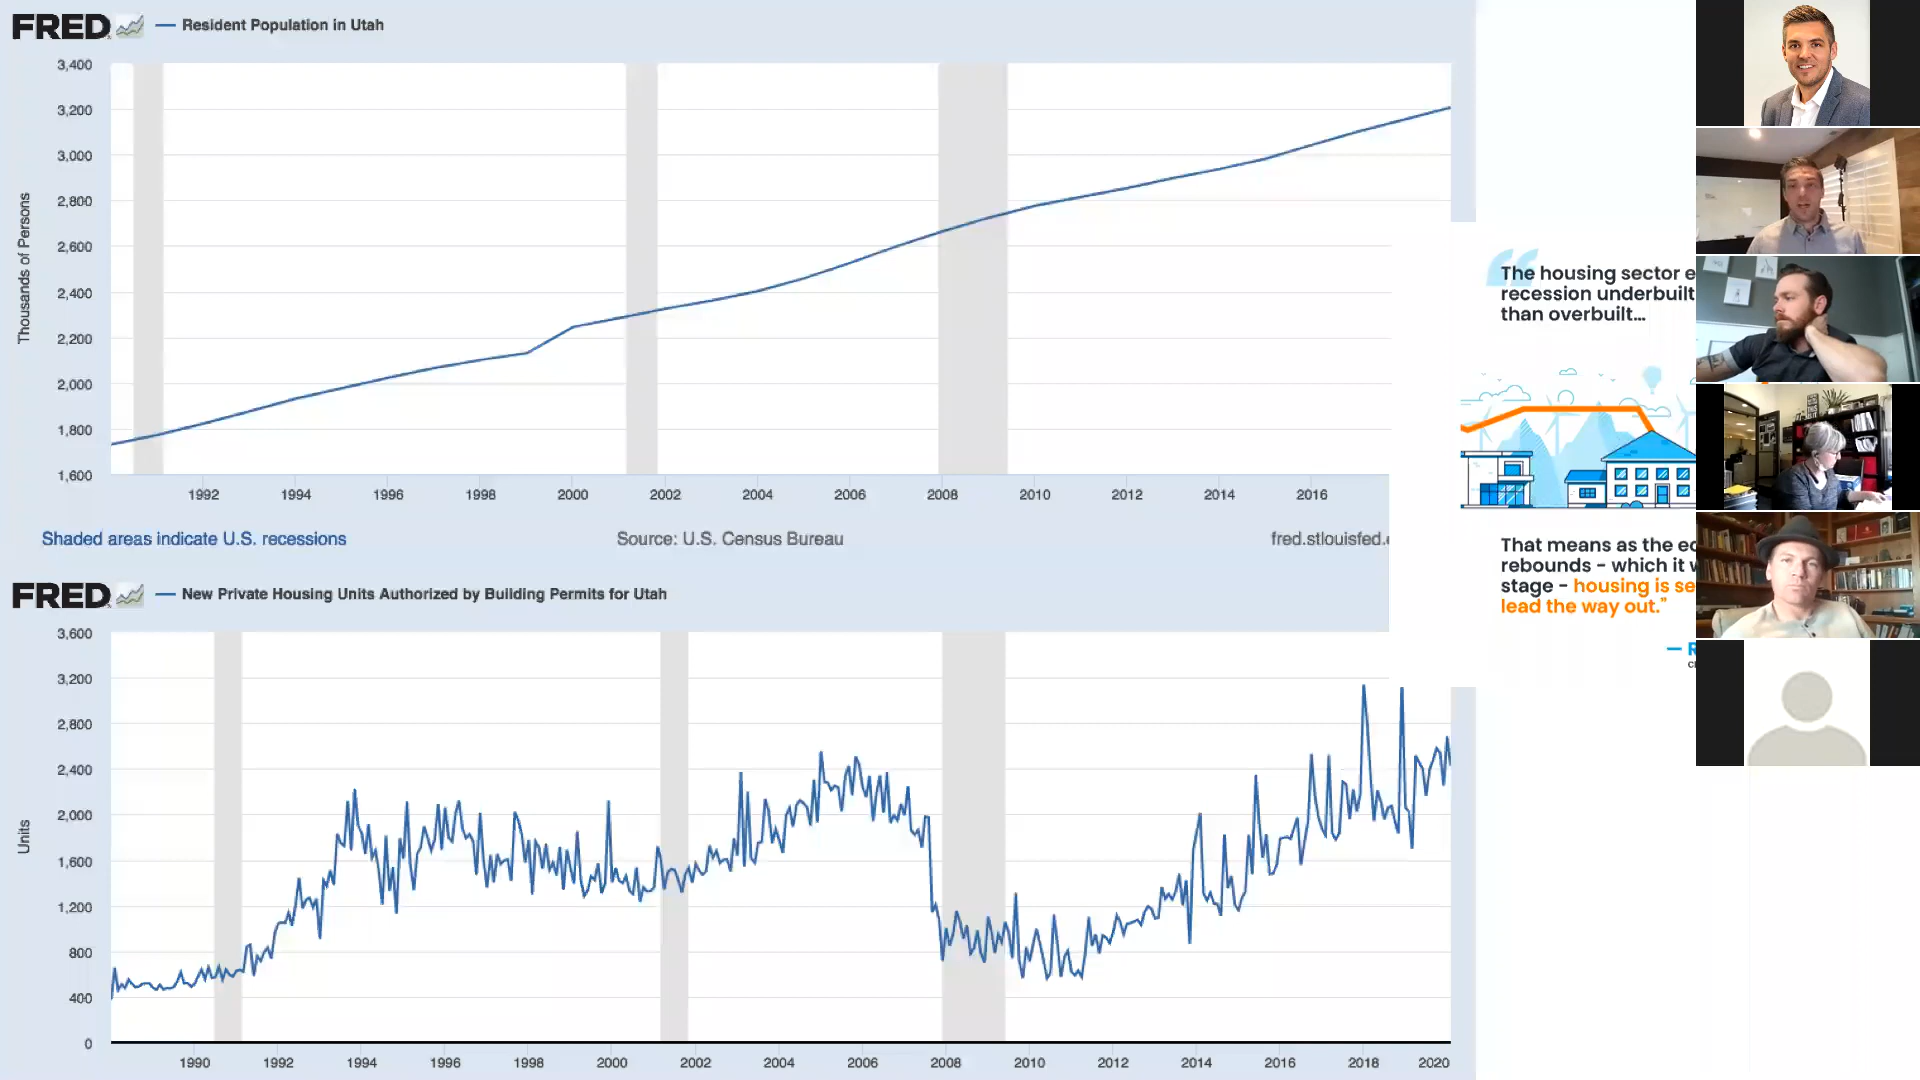 FRED
Resident Population in Utah
3,400
3,200
3,000
2,800
2,600
2,400
2,200
2,000
1,800
1,600
Thousands of Persons
1992 1994 1996 1998 2000 2002 2004 2006 2008 2010 2012 2014 2016
Shaded areas indicate U.S. recessions
Source: U.S. Census Bureau
fred.stlouisfed.
FRED
New Private Housing Units Authorized by Building Permits for Utah
3,600
3,200
2,800
2,400
2,000
1,600
1,200
800
400
0
Units
1990 1992 1994 1996 1998 2000 2002 2004 2006 2008 2010 2012 2014 2016 2018 2020
“
The housing sector e
recession underbuilt
than overbuilt...
That means as the ec
rebounds - which it w
stage - housing is se
lead the way out."